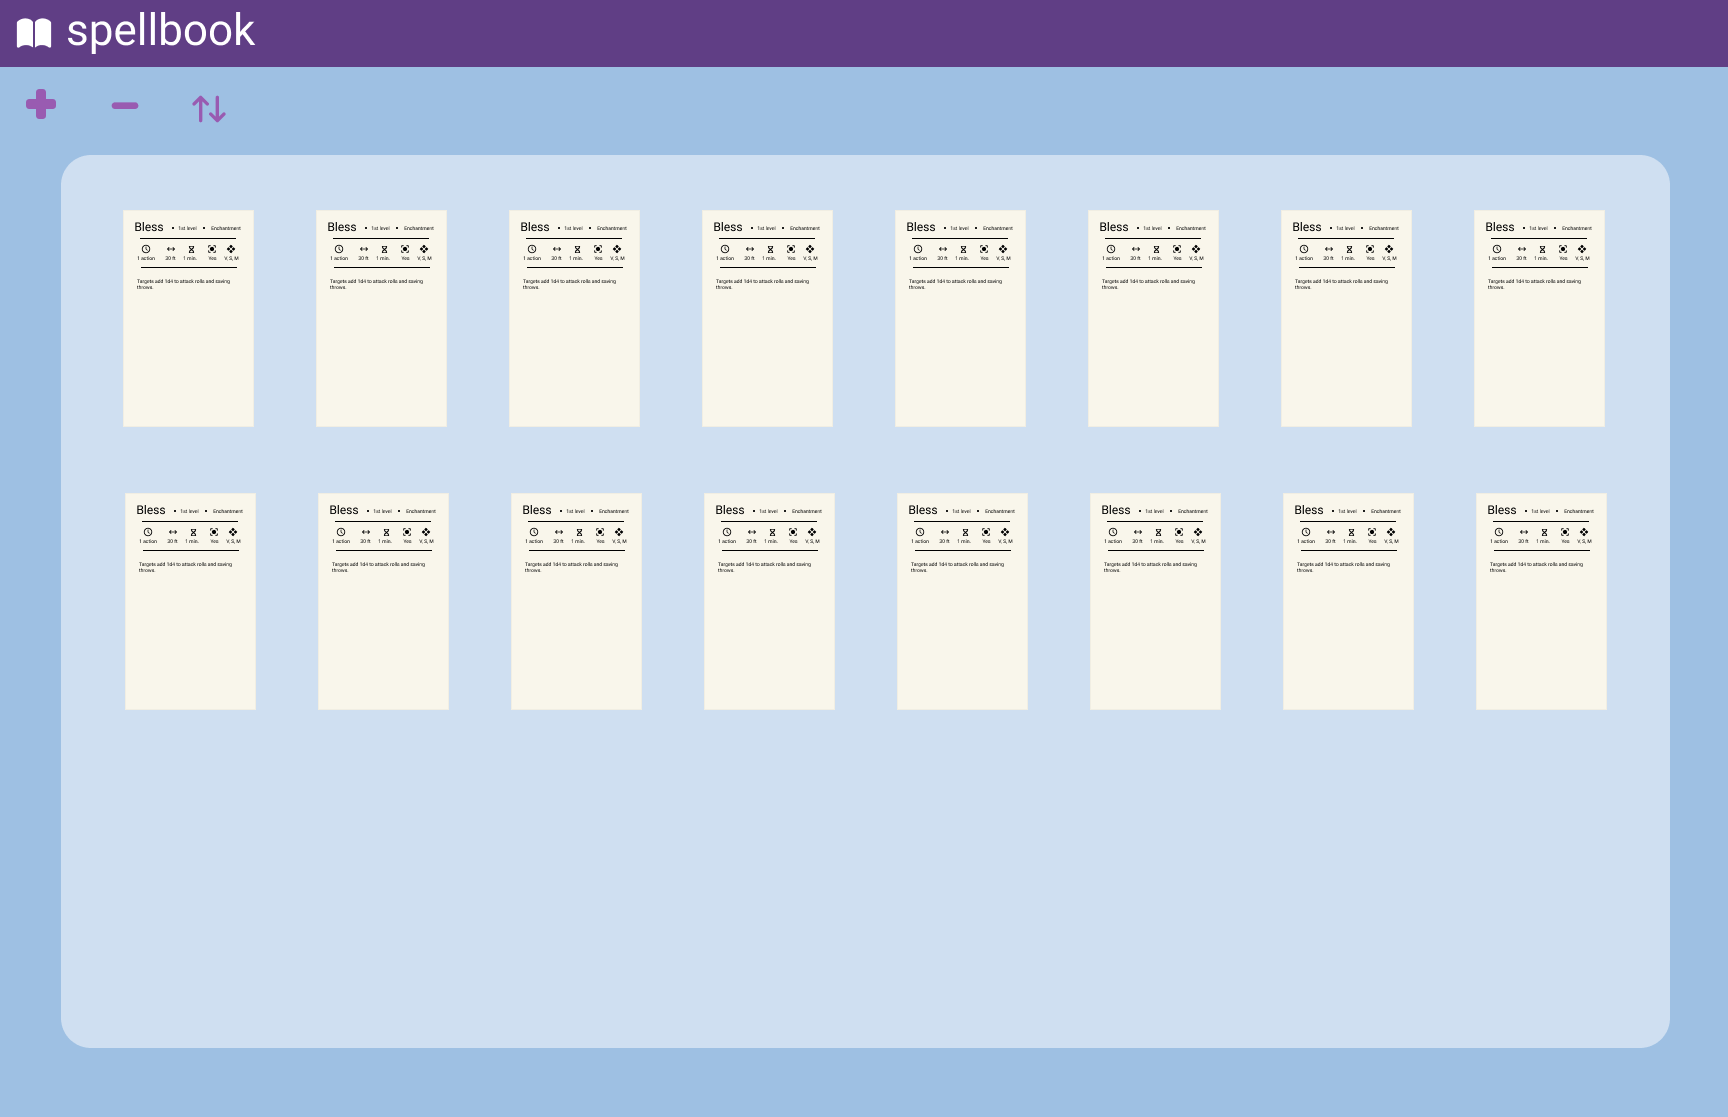 spellbook
Bless • 1st level • Enchantment
1 action 30 ft 1 min. Yes V, S, M
Targets add 1d4 to attack rolls and saving
throws.
Bless • 1st level • Enchantment
1 action 30 ft 1 min. Yes V, S, M
Targets add 1d4 to attack rolls and saving
throws.
Bless • 1st level • Enchantment
1 action 30 ft 1 min. Yes V, S, M
Targets add 1d4 to attack rolls and saving
throws.
Bless • 1st level • Enchantment
1 action 30 ft 1 min. Yes V, S, M
Targets add 1d4 to attack rolls and saving
throws.
Bless • 1st level • Enchantment
1 action 30 ft 1 min. Yes V, S, M
Targets add 1d4 to attack rolls and saving
throws.
Bless • 1st level • Enchantment
1 action 30 ft 1 min. Yes V, S, M
Targets add 1d4 to attack rolls and saving
throws.
Bless • 1st level • Enchantment
1 action 30 ft 1 min. Yes V, S, M
Targets add 1d4 to attack rolls and saving
throws.
Bless • 1st level • Enchantment
1 action 30 ft 1 min. Yes V, S, M
Targets add 1d4 to attack rolls and saving
throws.
Bless • 1st level • Enchantment
1 action 30 ft 1 min. Yes V, S, M
Targets add 1d4 to attack rolls and saving
throws.
Bless • 1st level • Enchantment
1 action 30 ft 1 min. Yes V, S, M
Targets add 1d4 to attack rolls and saving
throws.
Bless • 1st level • Enchantment
1 action 30 ft 1 min. Yes V, S, M
Targets add 1d4 to attack rolls and saving
throws.
Bless • 1st level • Enchantment
1 action 30 ft 1 min. Yes V, S, M
Targets add 1d4 to attack rolls and saving
throws.
Bless • 1st level • Enchantment
1 action 30 ft 1 min. Yes V, S, M
Targets add 1d4 to attack rolls and saving
throws.
Bless • 1st level • Enchantment
1 action 30 ft 1 min. Yes V, S, M
Targets add 1d4 to attack rolls and saving
throws.
Bless • 1st level • Enchantment
1 action 30 ft 1 min. Yes V, S, M
Targets add 1d4 to attack rolls and saving
throws.
Bless • 1st level • Enchantment
1 action 30 ft 1 min. Yes V, S, M
Targets add 1d4 to attack rolls and saving
throws.